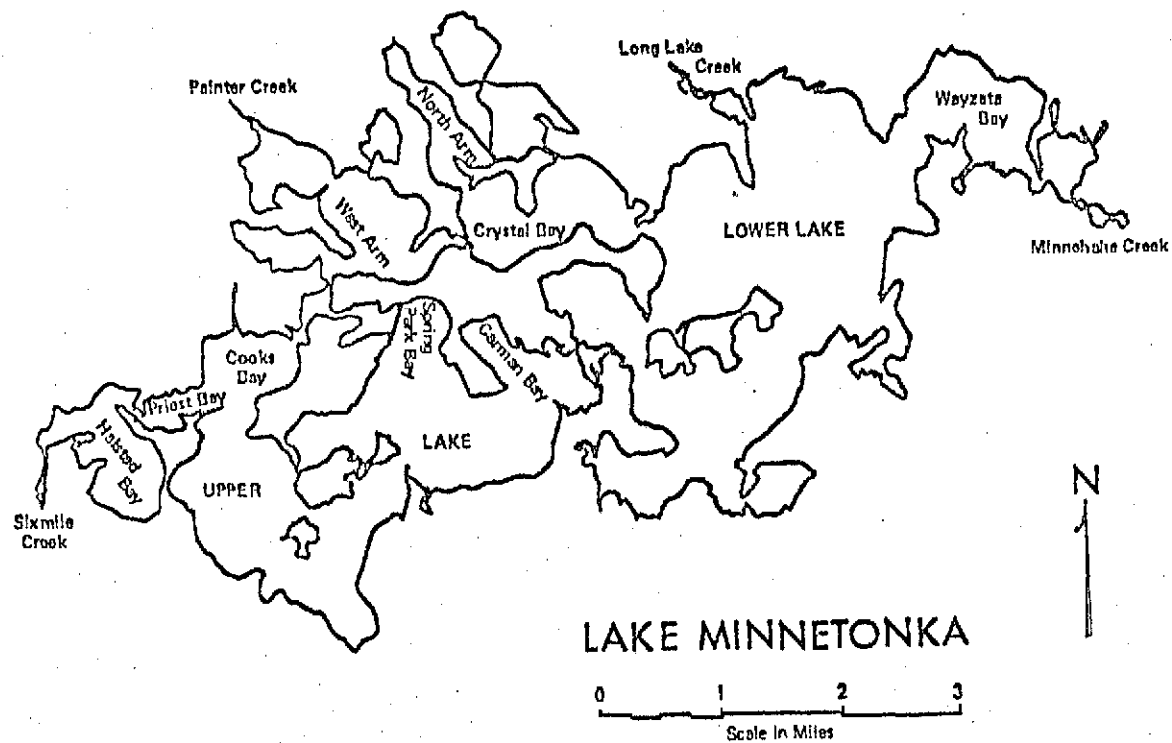 Long Lake
Creek
Painter Creek
Wayzata
Bay
North Arm
West Arm
Crystal Bay
LOWER LAKE
Minnehaha Creek
Spring
Park Bay
Carman Bay
Cooks
Bay
Priest Bay
Halsted
Bay
LAKE
UPPER
Sixmile
Creek
N
LAKE MINNETONKA
0 1 2 3
Scale In Miles